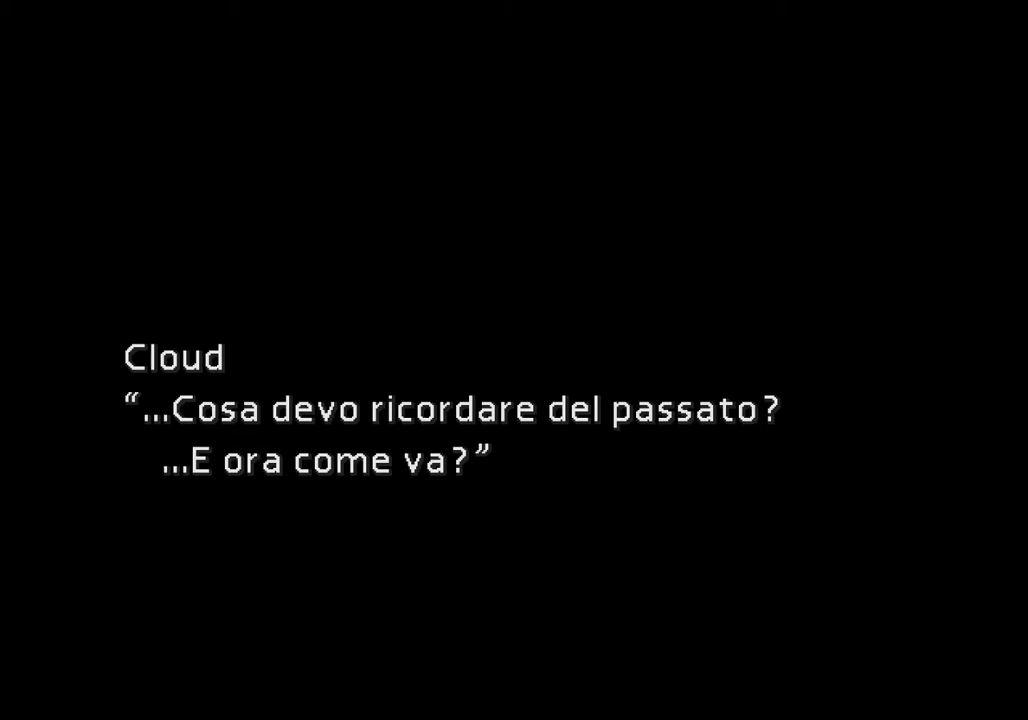 Cloud
“...Cosa devo ricordare del passato?
...E ora come va?”